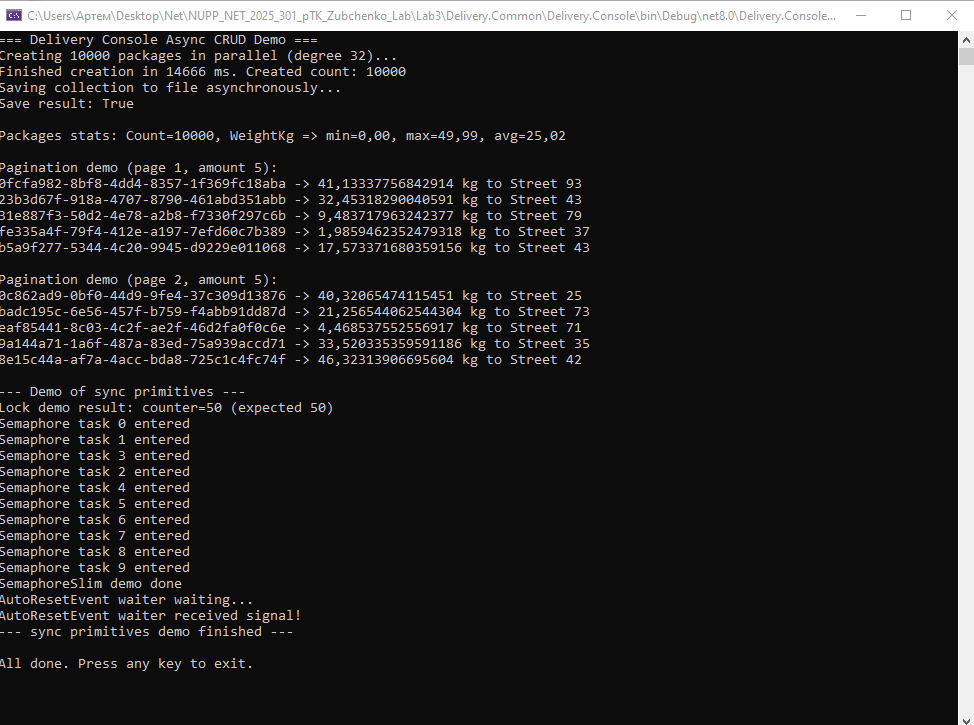 C:\Users\Артем\Desktop\Net\NUPP_NET_2025_301_pTK_Zubchenko_Lab\Lab3\Delivery.Common\Delivery.Console\bin\Debug\net8.0\Delivery.Console...
=== Delivery Console Async CRUD Demo ===
Creating 10000 packages in parallel (degree 32)...
Finished creation in 14666 ms. Created count: 10000
Saving collection to file asynchronously...
Save result: True
Packages stats: Count=10000, WeightKg => min=0,00, max=49,99, avg=25,02
Pagination demo (page 1, amount 5):
0fcfa982-8bf8-4dd4-8357-1f369fc18aba -> 41,13337756842914 kg to Street 93
23b3d67f-918a-4707-8790-461abd351abb -> 32,45318290040591 kg to Street 43
31e887f3-50d2-4e78-a2b8-f7330f297c6b -> 9,483717963242377 kg to Street 79
fe335a4f-79f4-412e-a197-7efd60c7b389 -> 1,9859462352479318 kg to Street 37
b5a9f277-5344-4c20-9945-d9229e011068 -> 17,573371680359156 kg to Street 43
Pagination demo (page 2, amount 5):
0c862ad9-0bf0-44d9-9fe4-37c309d13876 -> 40,32065474115451 kg to Street 25
badc195c-6e56-457f-b759-f4abb91dd87d -> 21,256544062544304 kg to Street 73
eaf85441-8c03-4c2f-ae2f-46d2fa0f0c6e -> 4,468537552556917 kg to Street 71
9a144a71-1a6f-487a-83ed-75a939accd71 -> 33,520335359591186 kg to Street 35
8e15c44a-af7a-4acc-bda8-725c1c4fc74f -> 46,32313906695604 kg to Street 42
--- Demo of sync primitives ---
Lock demo result: counter=50 (expected 50)
Semaphore task 0 entered
Semaphore task 1 entered
Semaphore task 3 entered
Semaphore task 2 entered
Semaphore task 4 entered
Semaphore task 5 entered
Semaphore task 6 entered
Semaphore task 7 entered
Semaphore task 8 entered
Semaphore task 9 entered
SemaphoreSlim demo done
AutoResetEvent waiter waiting...
AutoResetEvent waiter received signal!
--- sync primitives demo finished ---
All done. Press any key to exit.